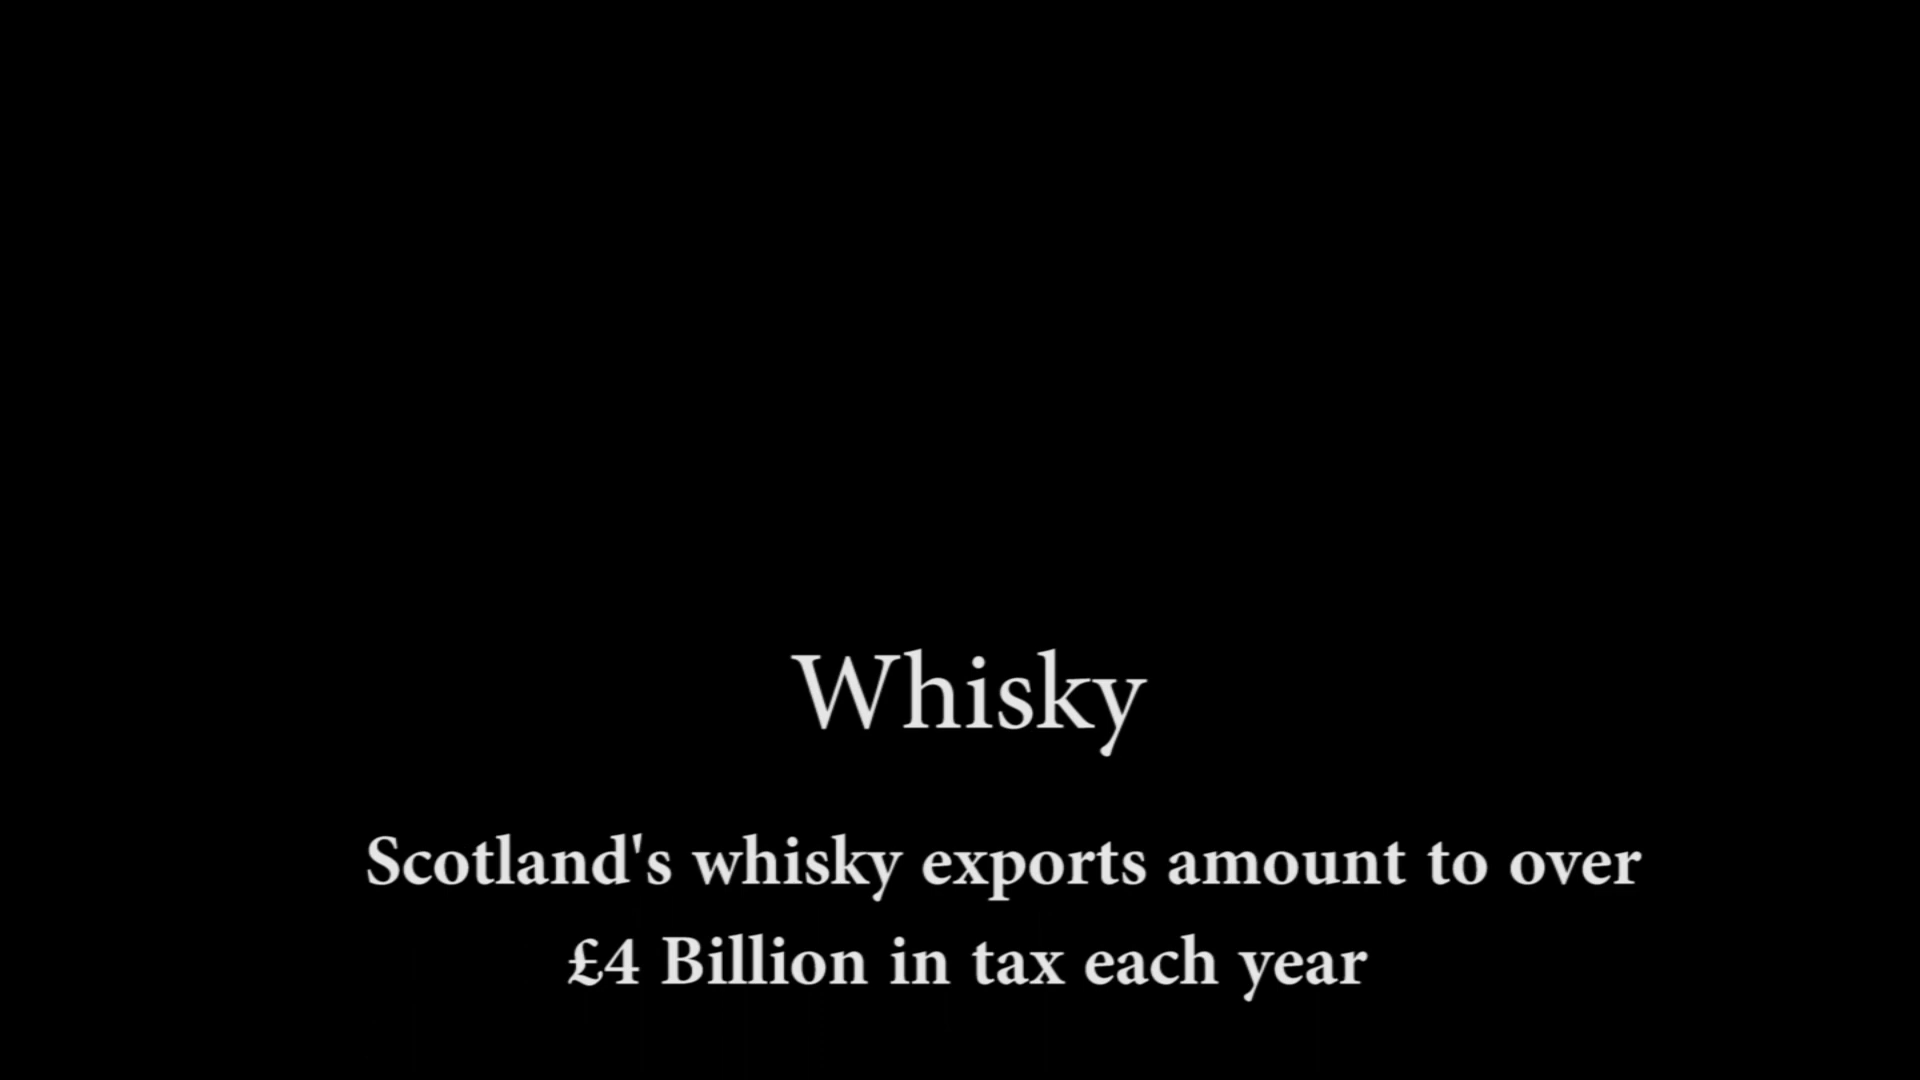 Whisky
Scotland's whisky exports amount to over
£4 Billion in tax each year